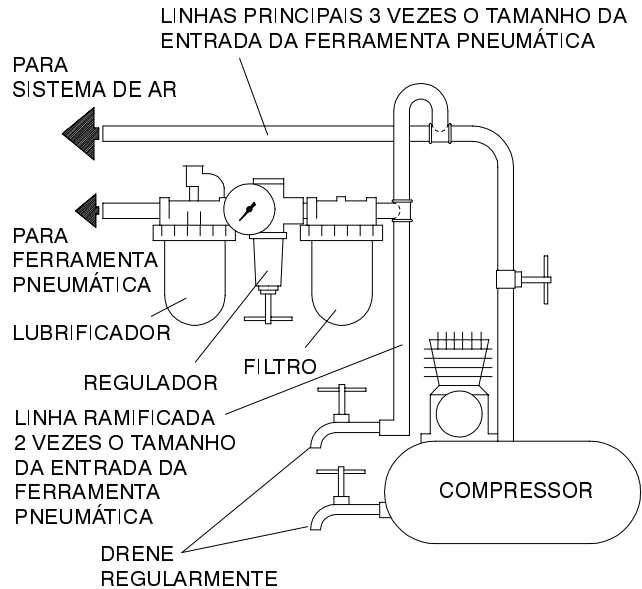 LINHAS PRINCIPAIS 3 VEZES O TAMANHO DA
ENTRADA DA FERRAMENTA PNEUMÁTICA
PARA
SISTEMA DE AR
PARA
FERRAMENTA
PNEUMÁTICA
LUBRIFICADOR
REGULADOR
FILTRO
LINHA RAMIFICADA
2 VEZES O TAMANHO
DA ENTRADA DA
FERRAMENTA
PNEUMÁTICA
COMPRESSOR
DRENE
REGULARMENTE